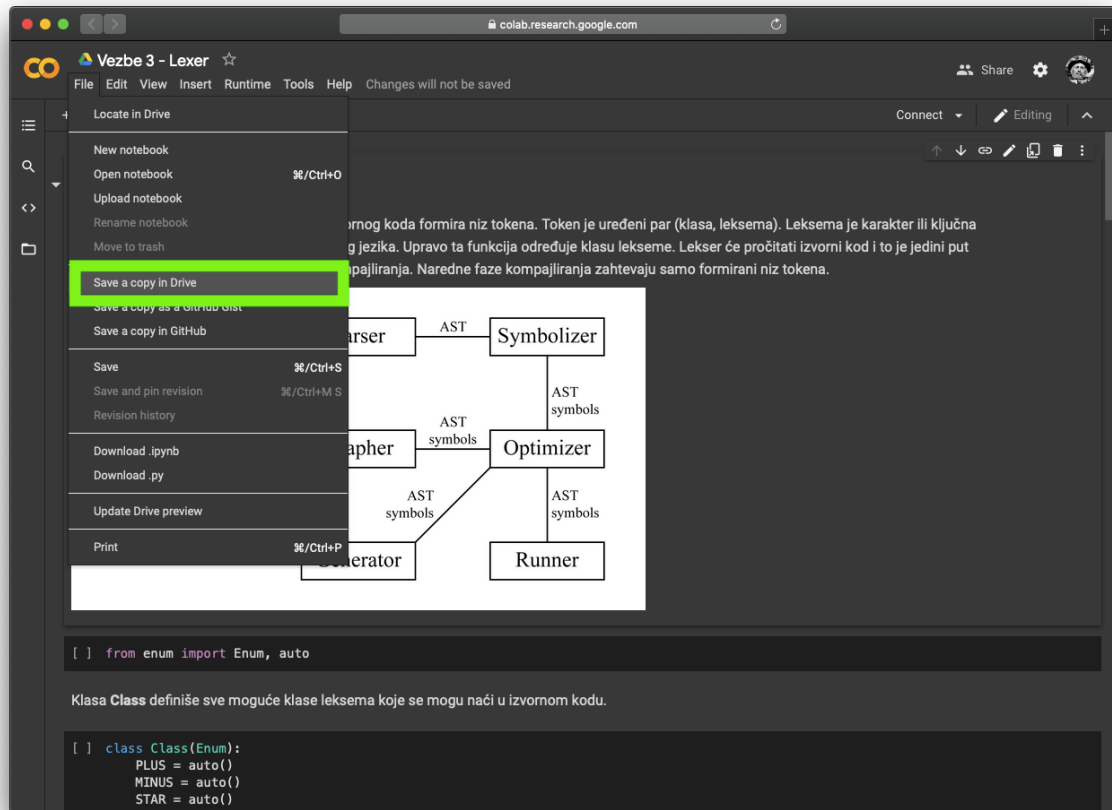 colab.research.google.com
CO
Vezbe 3 - Lexer
File Edit View Insert Runtime Tools Help Changes will not be saved
Share
Locate in Drive
Connect
Editing
New notebook
Open notebook ⌘/Ctrl+O
Upload notebook
Rename notebook
Move to trash
Save a copy in Drive
Save a copy as a GitHub Gist
Save a copy in GitHub
Save ⌘/Ctrl+S
Save and pin revision ⌘/Ctrl+M S
Revision history
Download .ipynb
Download .py
Update Drive preview
Print ⌘/Ctrl+P
koda formira niz tokena. Token je uređeni par (klasa, leksema). Leksema je karakter ili ključna
jezika. Upravo ta funkcija određuje klasu lekseme. Lekser će pročitati izvorni kod i to je jedini put
Naredne faze kompajliranja zahtevaju samo formirani niz tokena.
AST
Symbolizer
AST
symbols
AST
symbols
Optimizer
AST
symbols
AST
symbols
Runner
[ ] from enum import Enum, auto
Klasa Class definiše sve moguće klase leksema koje se mogu naći u izvornom kodu.
[ ] class Class(Enum):
PLUS = auto()
MINUS = auto()
STAR = auto()